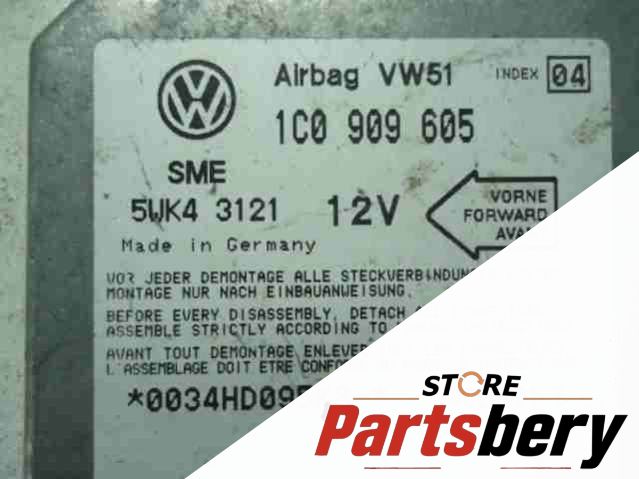 Airbag VW51 INDEX 04
1C0 909 605
SME
5WK4 3121 12V
VORNE
FORWARD
Made in Germany
VOR JEDER DEMONTAGE ALLE
MONTAGE NUR NACH EINBAUANWEISUNG.
BEFORE EVERY DISASSEMBLY, DETACH
ASSEMBLE STRICTLY ACCORDING TO
AVANT TOUT DEMONTAGE
L'ASSEMBLAGE DOIT ETRE
STORE
Partsbery